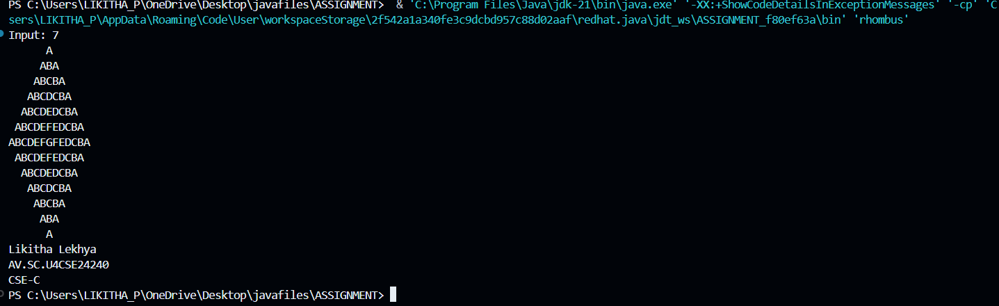 PS C:\Users\LIKITHA_P\OneDrive\Desktop\javafiles\ASSIGNMENT>  & 'C:\Program Files\Java\jdk-21\bin\java.exe' '-XX:+ShowCodeDetailsInExceptionMessages' '-cp' 'C
sers\LIKITHA_P\AppData\Roaming\Code\User\workspaceStorage\2f542a1a340fe3c9dcbd957c88d02aaf\redhat.java\jdt_ws\ASSIGNMENT_f80ef63a\bin' 'rhombus'
Input: 7
      A
     ABA
    ABCBA
   ABCDCBA
  ABCDEDCBA
 ABCDEFEDCBA
ABCDEFGFEDCBA
 ABCDEFEDCBA
  ABCDEDCBA
   ABCDCBA
    ABCBA
     ABA
      A
Likitha Lekhya
AV.SC.U4CSE24240
CSE-C
PS C:\Users\LIKITHA_P\OneDrive\Desktop\javafiles\ASSIGNMENT>